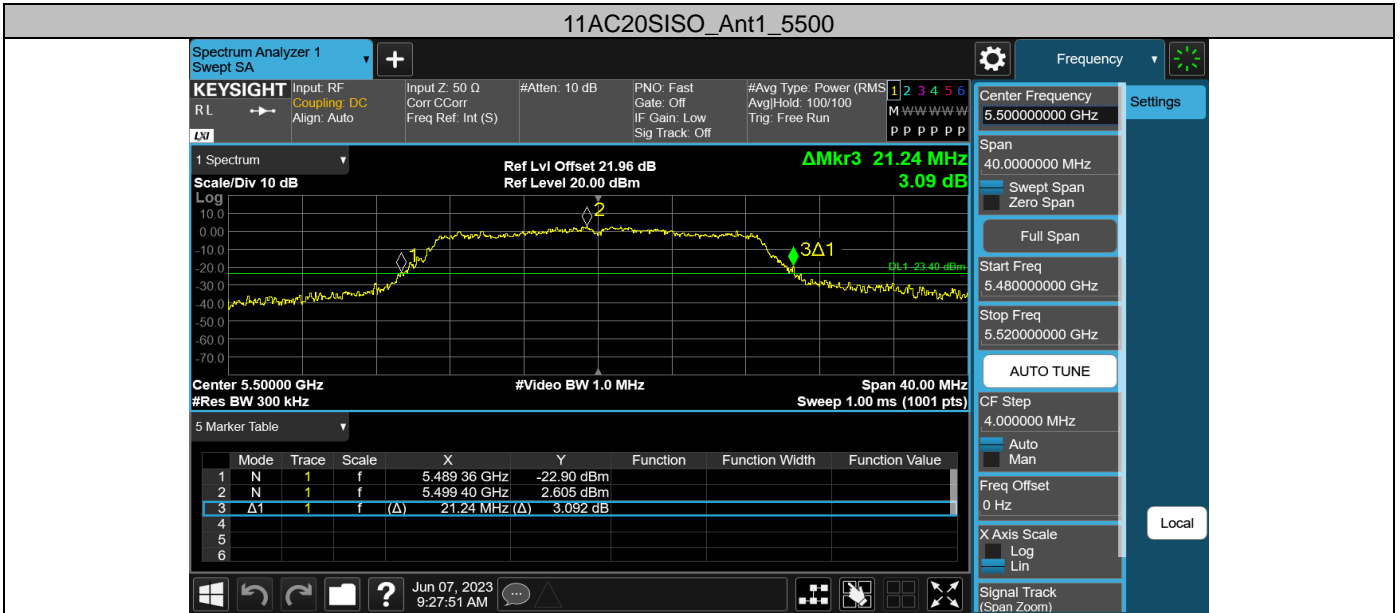 11AC20SISO_Ant1_5500
Spectrum Analyzer 1
Swept SA
Frequency
KEYSIGHT
RL
LXI
Input: RF
Coupling: DC
Align: Auto
Input Z: 50 Ω
Corr CCorr
Freq Ref: Int (S)
#Atten: 10 dB
PNO: Fast
Gate: Off
IF Gain: Low
Sig Track: Off
#Avg Type: Power (RMS
Avg|Hold: 100/100
Trig: Free Run
1 2 3 4 5 6
M W W W W W
P P P P P P
1 Spectrum
Scale/Div 10 dB
Ref Lvl Offset 21.96 dB
Ref Level 20.00 dBm
ΔMkr3 21.24 MHz
3.09 dB
Log
10.0
0.00
-10.0
-20.0
-30.0
-40.0
-50.0
-60.0
-70.0
1
2
3Δ1
DL1 -23.40 dBm
Center 5.50000 GHz
#Video BW 1.0 MHz
Span 40.00 MHz
#Res BW 300 kHz
Sweep 1.00 ms (1001 pts)
5 Marker Table
Mode Trace Scale X Y Function Function Width Function Value
1 N 1 f 5.489 36 GHz -22.90 dBm
2 N 1 f 5.499 40 GHz 2.605 dBm
3 Δ1 1 f (Δ) 21.24 MHz (Δ) 3.092 dB
4
5
6
Jun 07, 2023
9:27:51 AM
Center Frequency
5.500000000 GHz
Span
40.0000000 MHz
Swept Span
Zero Span
Full Span
Start Freq
5.480000000 GHz
Stop Freq
5.520000000 GHz
AUTO TUNE
CF Step
4.000000 MHz
Auto
Man
Freq Offset
0 Hz
X Axis Scale
Log
Lin
Signal Track
(Span Zoom)
Settings
Local